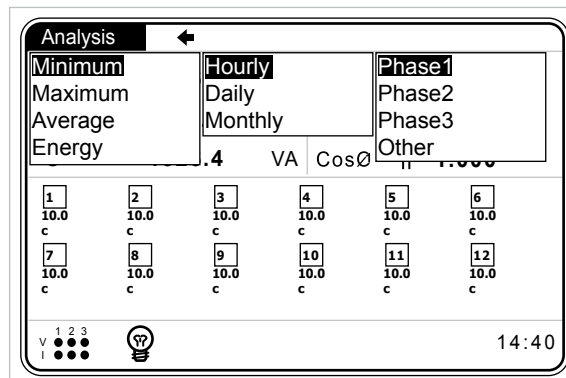 Analysis
Minimum Hourly Phase1
Maximum Daily Phase2
Average Monthly Phase3
Energy Other
.4 VA CosØ
1 2 3 4 5 6
10.0 10.0 10.0 10.0 10.0 10.0
c c c c c c
7 8 9 10 11 12
10.0 10.0 10.0 10.0 10.0 10.0
c c c c c c
1 2 3
V
I
14:40